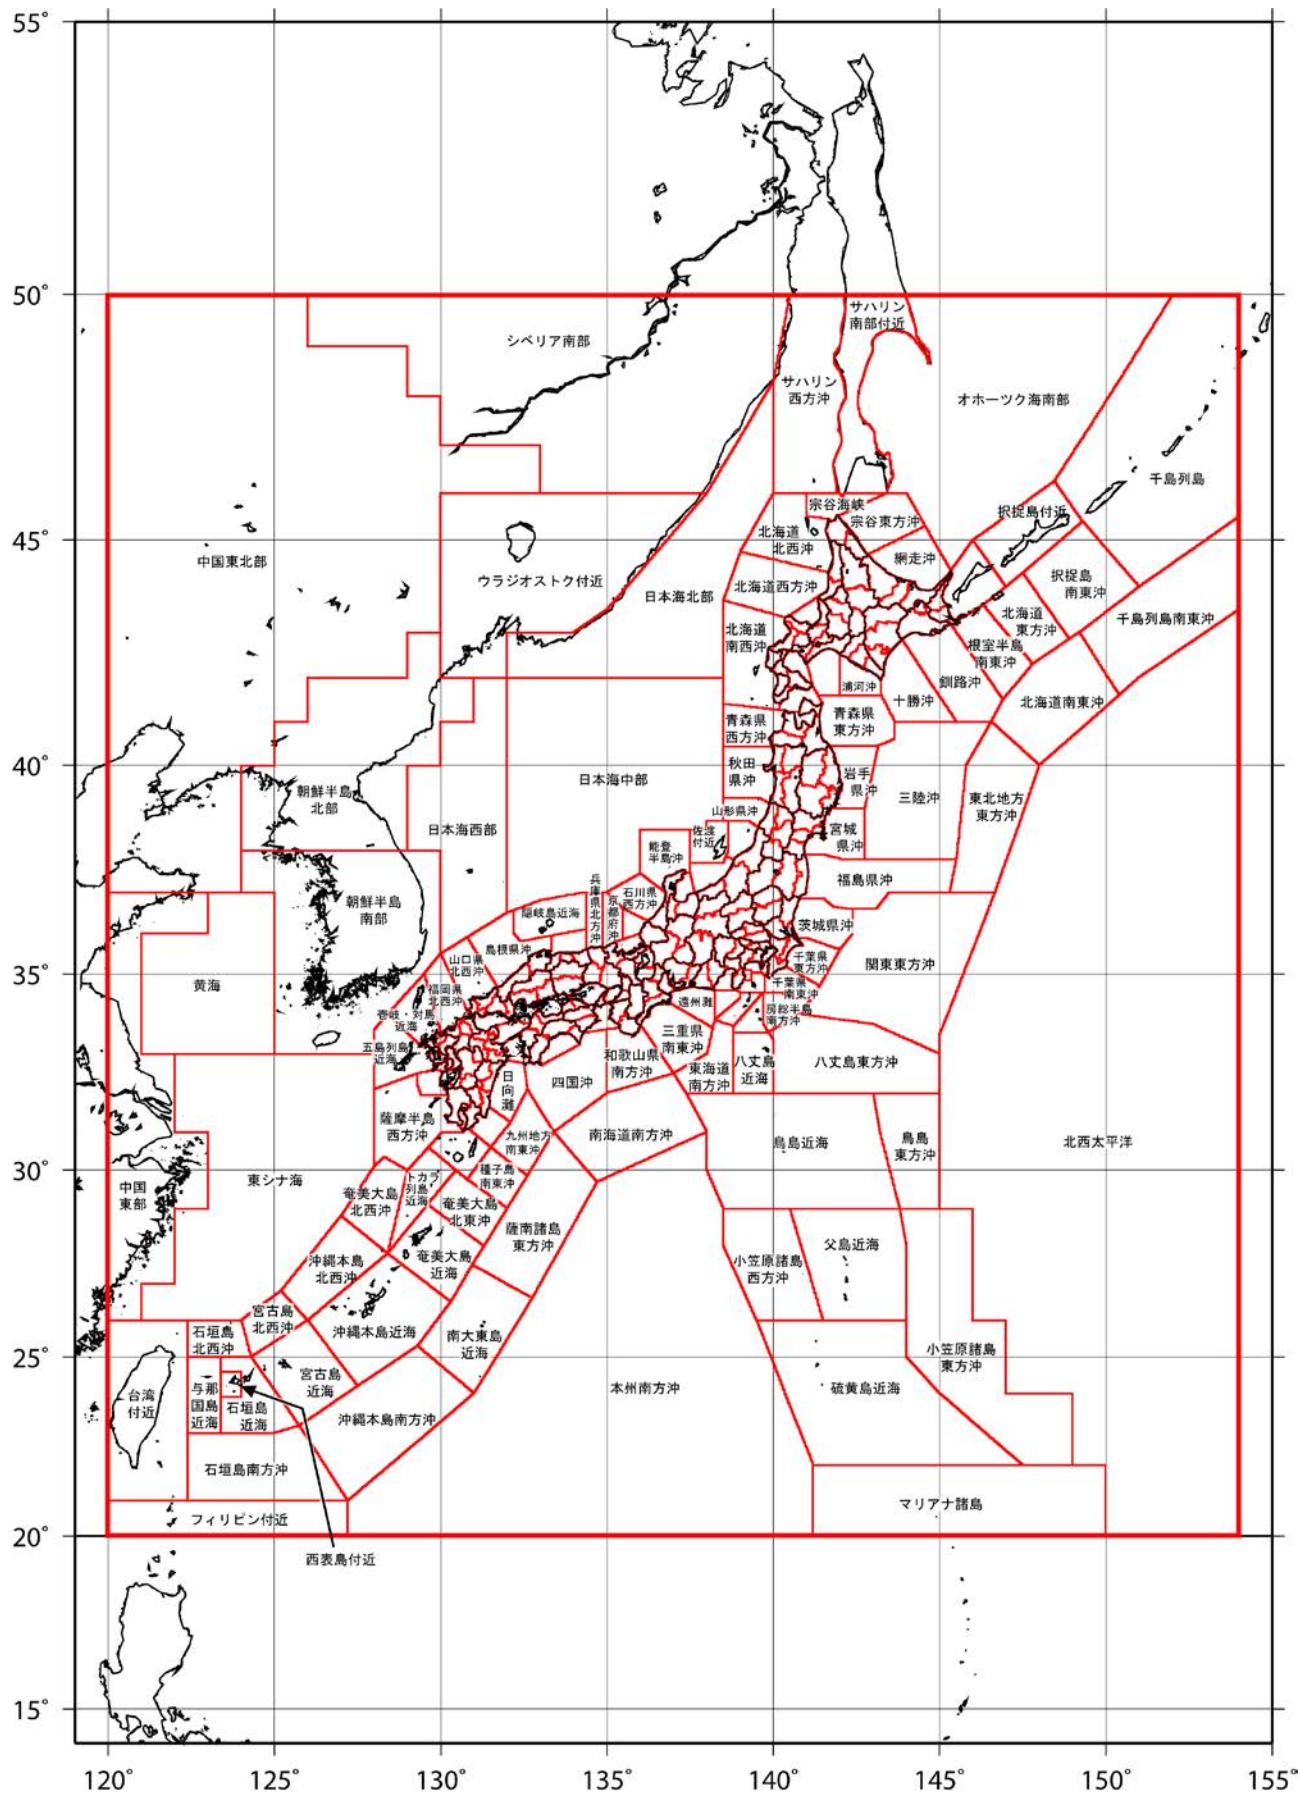 55°
50°
45°
40°
35°
30°
25°
20°
15°
120°
125°
130°
135°
140°
145°
150°
155°
サハリン
南部付近
シベリア南部
サハリン
西方沖
オホーツク海南部
千島列島
宗谷海峡
宗谷東方沖
択捉島付近
北海道
北西沖
網走沖
中国東北部
ウラジオストク付近
日本海北部
北海道西方沖
択捉島
南東沖
北海道
東方沖
千島列島南東沖
北海道
南西沖
根室半島
南東沖
浦河沖
釧路沖
十勝沖
北海道南東沖
青森県
西方沖
青森県
東方沖
秋田
県沖
岩手
県沖
日本海中部
朝鮮半島
北部
三陸沖
東北地方
東方沖
山形県沖
日本海西部
佐渡
付近
宮城
県沖
能登
半島沖
福島県沖
兵庫県北方沖
京都府沖
石川県
西方沖
朝鮮半島
南部
隠岐島近海
茨城県沖
島根県沖
山口県
北西沖
千葉県
東方沖
関東東方沖
黄海
福岡県
北西沖
千葉県
南東沖
遠州灘
房総半島
南方沖
壱岐・対馬
近海
三重県
南東沖
五島列島
近海
和歌山県
南方沖
東海道
南方沖
八丈島
近海
八丈島東方沖
日向灘
四国沖
薩摩半島
西方沖
九州地方
南東沖
南海道南方沖
鳥島近海
鳥島
東方沖
北西太平洋
東シナ海
中国
東部
トカラ
列島
近海
種子島
南東沖
奄美大島
北西沖
奄美大島
北東沖
薩南諸島
東方沖
父島近海
沖縄本島
北西沖
奄美大島
近海
小笠原諸島
西方沖
宮古島
北西沖
石垣島
北西沖
沖縄本島近海
南大東島
近海
小笠原諸島
東方沖
宮古島
近海
台湾
付近
与那
国島
近海
石垣島
近海
本州南方沖
硫黄島近海
沖縄本島南方沖
石垣島南方沖
マリアナ諸島
フィリピン付近
西表島付近